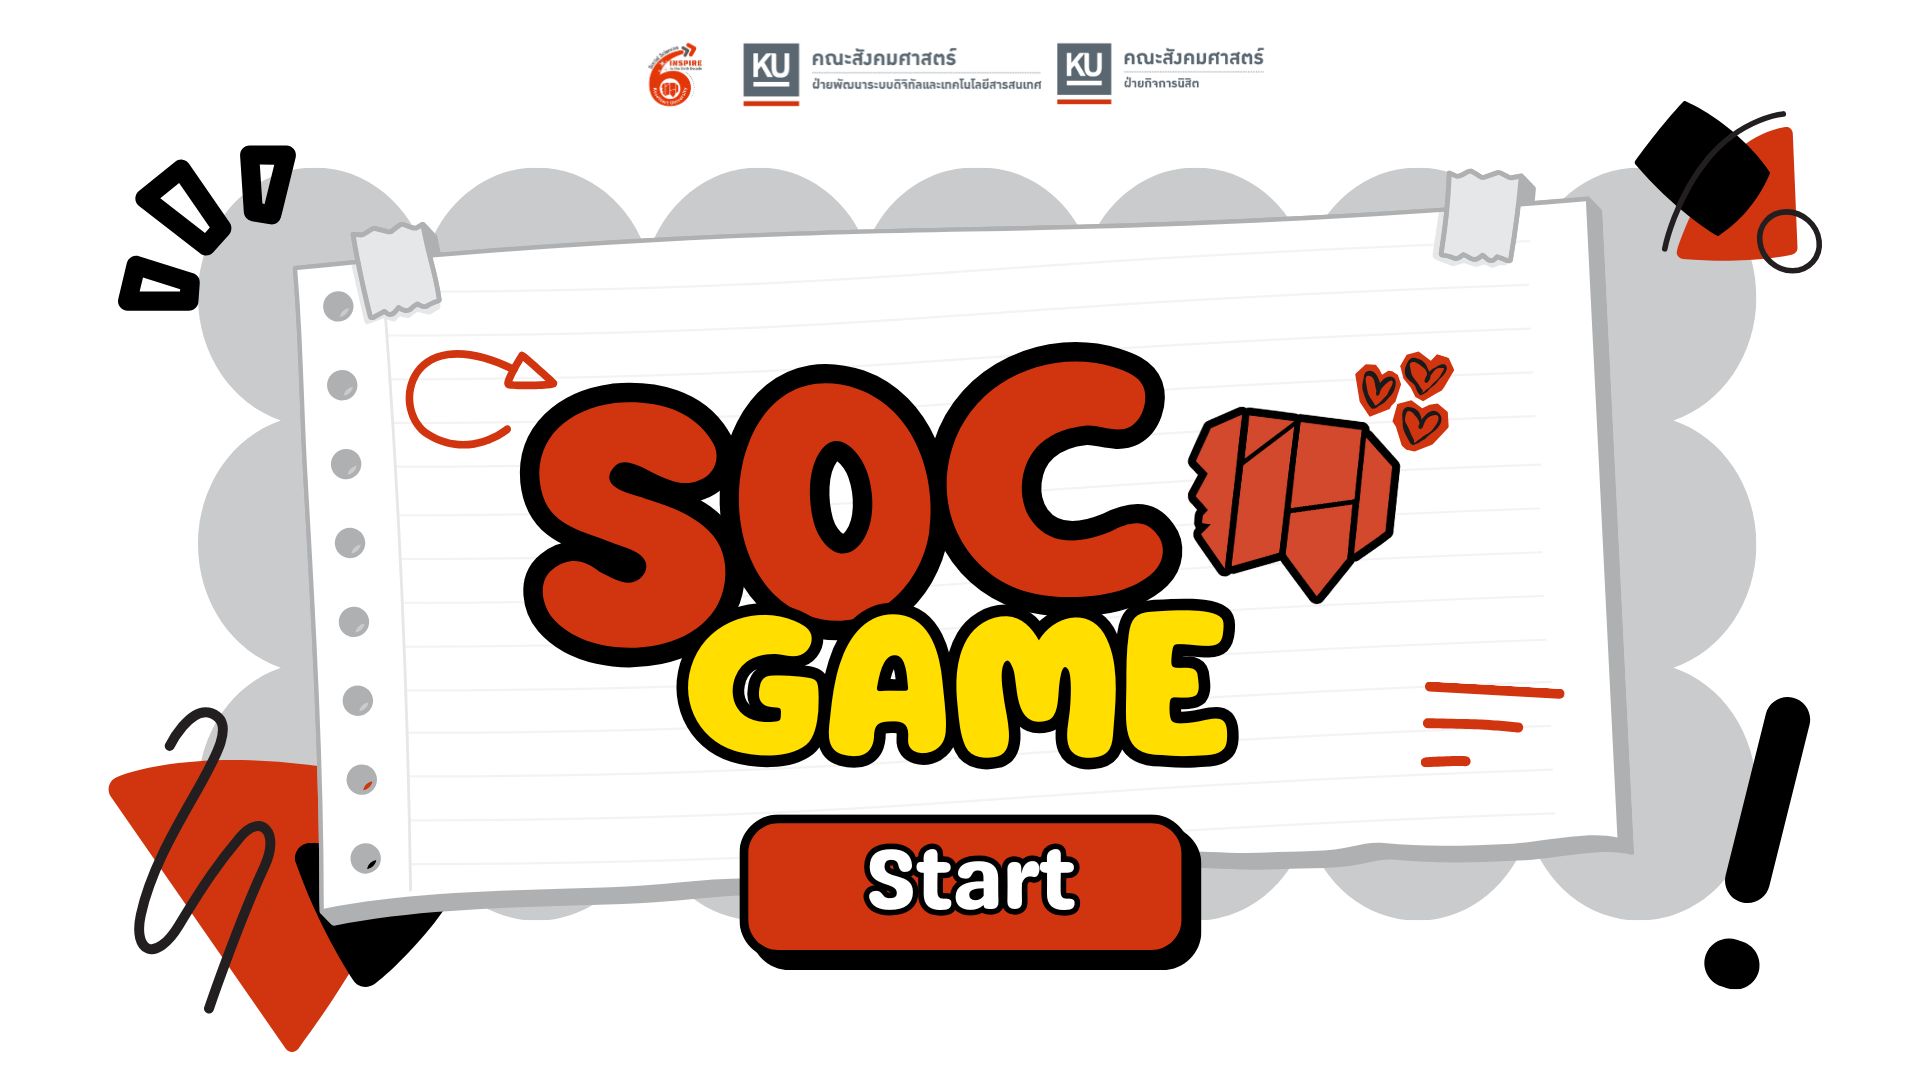 INSPIRE
KU
คณะสังคมศาสตร์
ฝ่ายพัฒนาระบบดิจิทัลและเทคโนโลยีสารสนเทศ
KU
คณะสังคมศาสตร์
ฝ่ายกิจการนิสิต
SOC
GAME
Start